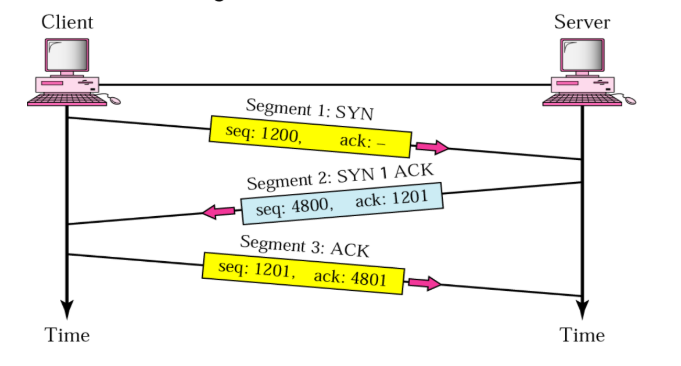 Client
Server
Segment 1: SYN
seq: 1200, ack: –
Segment 2: SYN 1 ACK
seq: 4800, ack: 1201
Segment 3: ACK
seq: 1201, ack: 4801
Time
Time